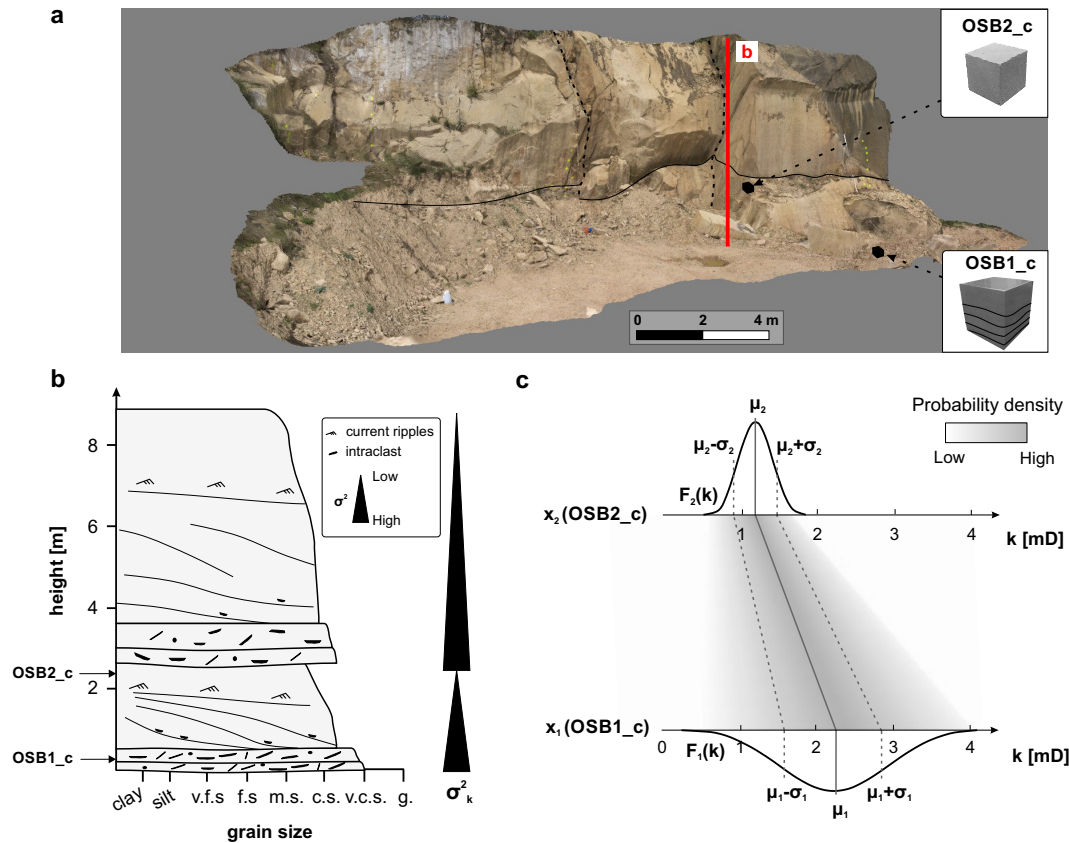 a
OSB2_c
b
OSB1_c
0 2 4 m
b
height [m]
8
6
4
2
OSB2_c
OSB1_c
current ripples
intraclast
σ²
Low
High
clay silt v.f.s f.s m.s. c.s. v.c.s. g.
grain size
σ²ₖ
c
Probability density
Low High
μ₂
μ₂-σ₂ μ₂+σ₂
F₂(k)
x₂(OSB2_c)
1 2 3 4
k [mD]
x₁(OSB1_c)
0 1 2 3 4
k [mD]
F₁(k)
μ₁-σ₁ μ₁+σ₁
μ₁